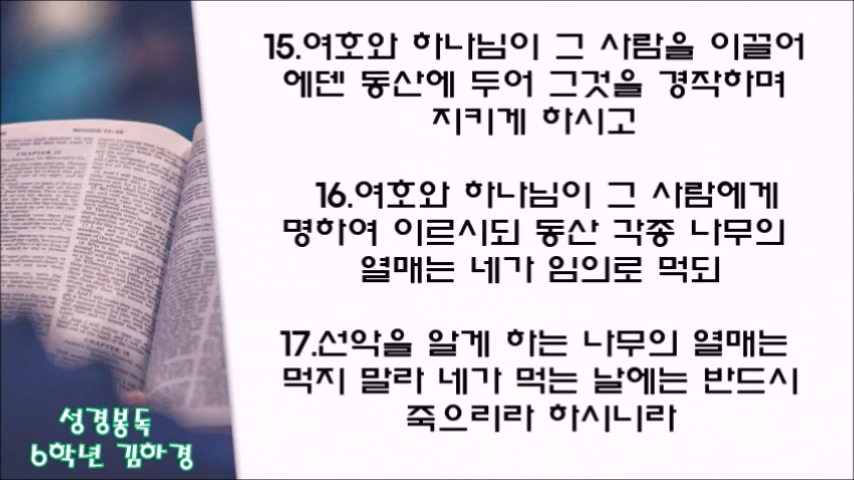 15.여호와 하나님이 그 사람을 이끌어
에덴 동산에 두어 그것을 경작하며
지키게 하시고
16.여호와 하나님이 그 사람에게
명하여 이르시되 동산 각종 나무의
열매는 네가 임의로 먹되
17.선악을 알게 하는 나무의 열매는
먹지 말라 네가 먹는 날에는 반드시
죽으리라 하시니라
성경봉독
6학년 김하경